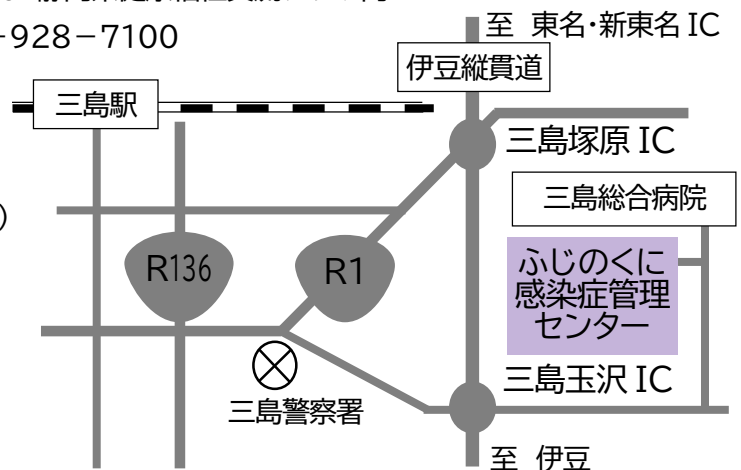 -928-7100
至 東名・新東名 IC
伊豆縦貫道
三島駅
三島塚原 IC
三島総合病院
R136
R1
ふじのくに
感染症管理
センター
三島玉沢 IC
三島警察署
至 伊豆